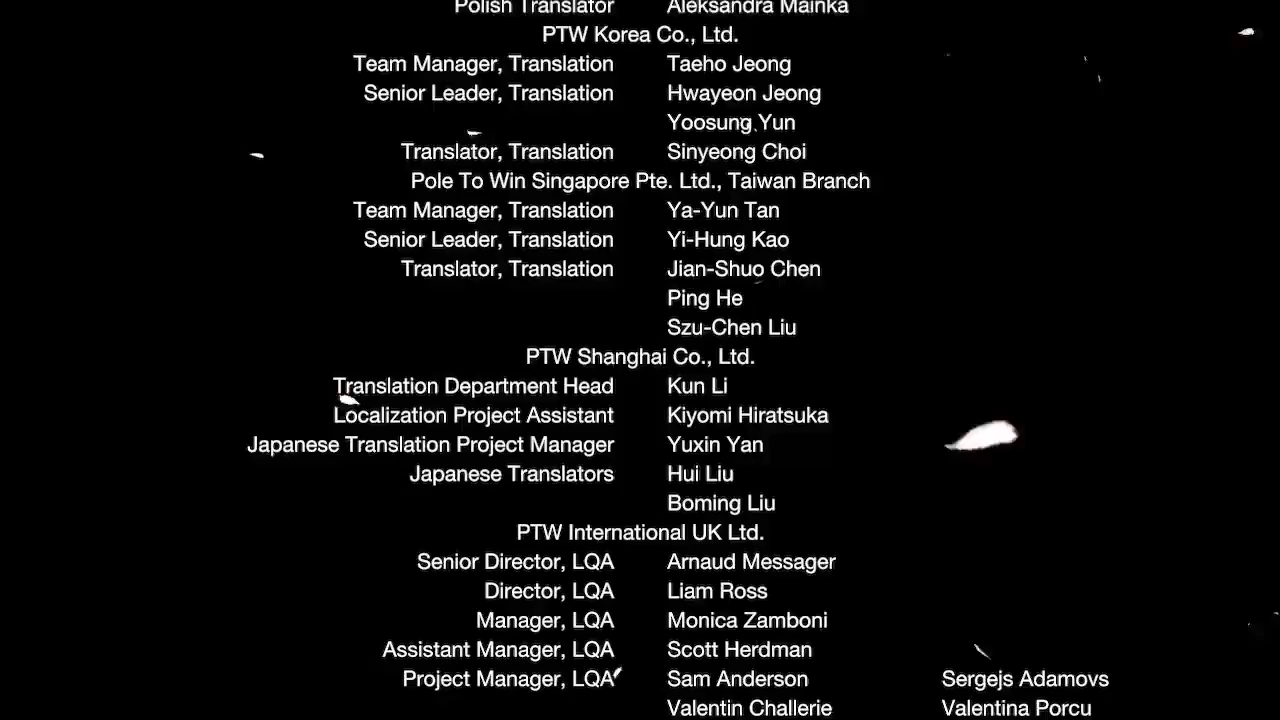 Polish Translator Aleksandra Mainka
PTW Korea Co., Ltd.
Team Manager, Translation Taeho Jeong
Senior Leader, Translation Hwayeon Jeong
Yoosung Yun
Translator, Translation Sinyeong Choi
Pole To Win Singapore Pte. Ltd., Taiwan Branch
Team Manager, Translation Ya-Yun Tan
Senior Leader, Translation Yi-Hung Kao
Translator, Translation Jian-Shuo Chen
Ping He
Szu-Chen Liu
PTW Shanghai Co., Ltd.
Translation Department Head Kun Li
Localization Project Assistant Kiyomi Hiratsuka
Japanese Translation Project Manager Yuxin Yan
Japanese Translators Hui Liu
Boming Liu
PTW International UK Ltd.
Senior Director, LQA Arnaud Messager
Director, LQA Liam Ross
Manager, LQA Monica Zamboni
Assistant Manager, LQA Scott Herdman
Project Manager, LQA Sam Anderson Sergejs Adamovs
Valentin Challerie Valentina Porcu